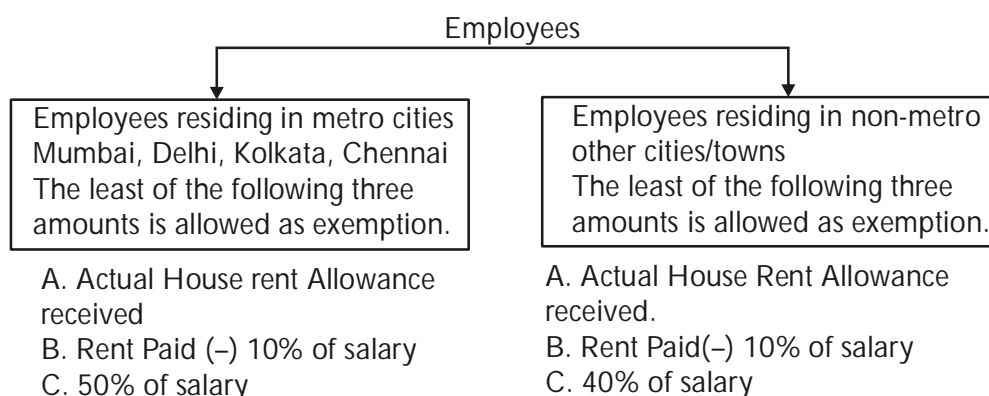 Employees
Employees residing in metro cities
Mumbai, Delhi, Kolkata, Chennai
The least of the following three
amounts is allowed as exemption.
A. Actual House rent Allowance
received
B. Rent Paid (–) 10% of salary
C. 50% of salary
Employees residing in non-metro
other cities/towns
The least of the following three
amounts is allowed as exemption.
A. Actual House Rent Allowance
received.
B. Rent Paid(–) 10% of salary
C. 40% of salary